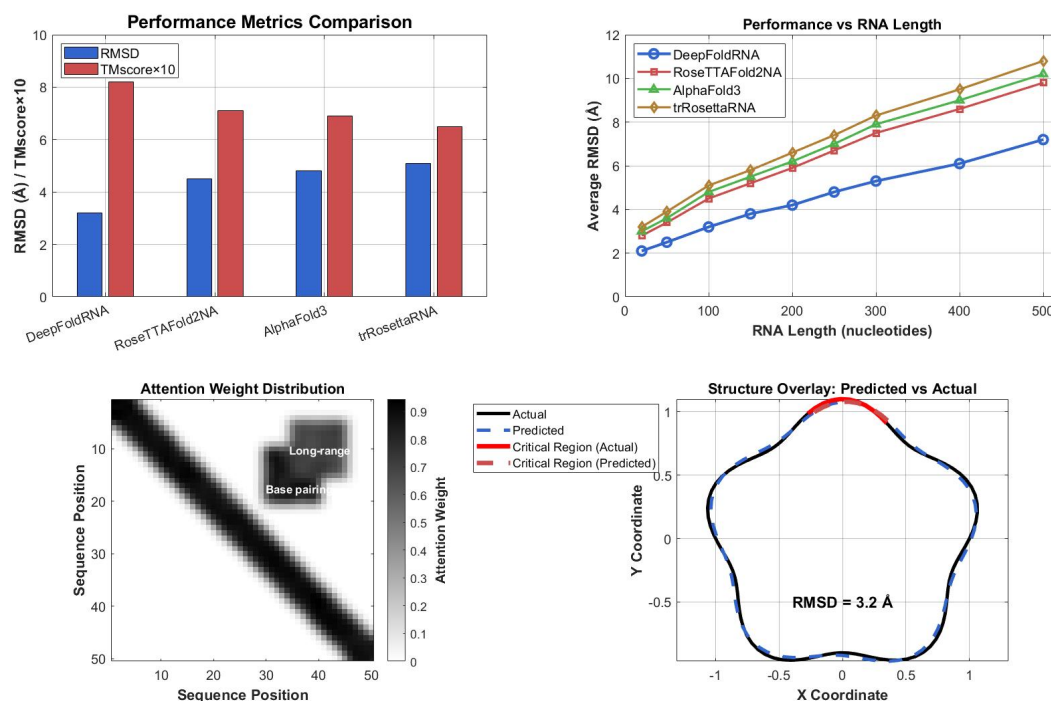 Performance Metrics Comparison
RMSD (Å) / TMscore×10
10
8
6
4
2
0
RMSD
TMscore×10
DeepFoldRNA
RoseTTAFold2NA
AlphaFold3
trRosettaRNA
Performance vs RNA Length
Average RMSD (Å)
12
10
8
6
4
2
0
DeepFoldRNA
RoseTTAFold2NA
AlphaFold3
trRosettaRNA
0 100 200 300 400 500
RNA Length (nucleotides)
Attention Weight Distribution
Sequence Position
10
20
30
40
50
Long-range
Base pairing
10 20 30 40 50
Sequence Position
0.9
0.8
0.7
0.6
0.5
0.4
0.3
0.2
0.1
0
Attention Weight
Actual
Predicted
Critical Region (Actual)
Critical Region (Predicted)
Structure Overlay: Predicted vs Actual
Y Coordinate
1
0.5
0
-0.5
RMSD = 3.2 Å
-1 -0.5 0 0.5 1
X Coordinate